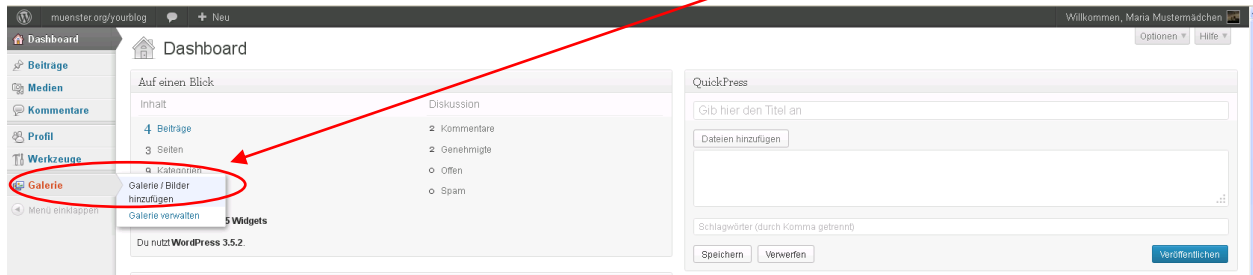 muenster.org/yourblog + Neu Willkommen, Maria Mustermädchen
Optionen Hilfe
Dashboard
Beiträge
Medien
Kommentare
Profil
Werkzeuge
Galerie
Menü einklappen
Galerie / Bilder
hinzufügen
Galerie verwalten
Dashboard
Auf einen Blick
Inhalt Diskussion
4 Beiträge 2 Kommentare
3 Seiten 2 Genehmigte
9 Kategorien 0 Offen
0 Spam
5 Widgets
Du nutzt WordPress 3.5.2.
QuickPress
Gib hier den Titel an
Dateien hinzufügen
Schlagwörter (durch Komma getrennt)
Speichern Verwerfen Veröffentlichen